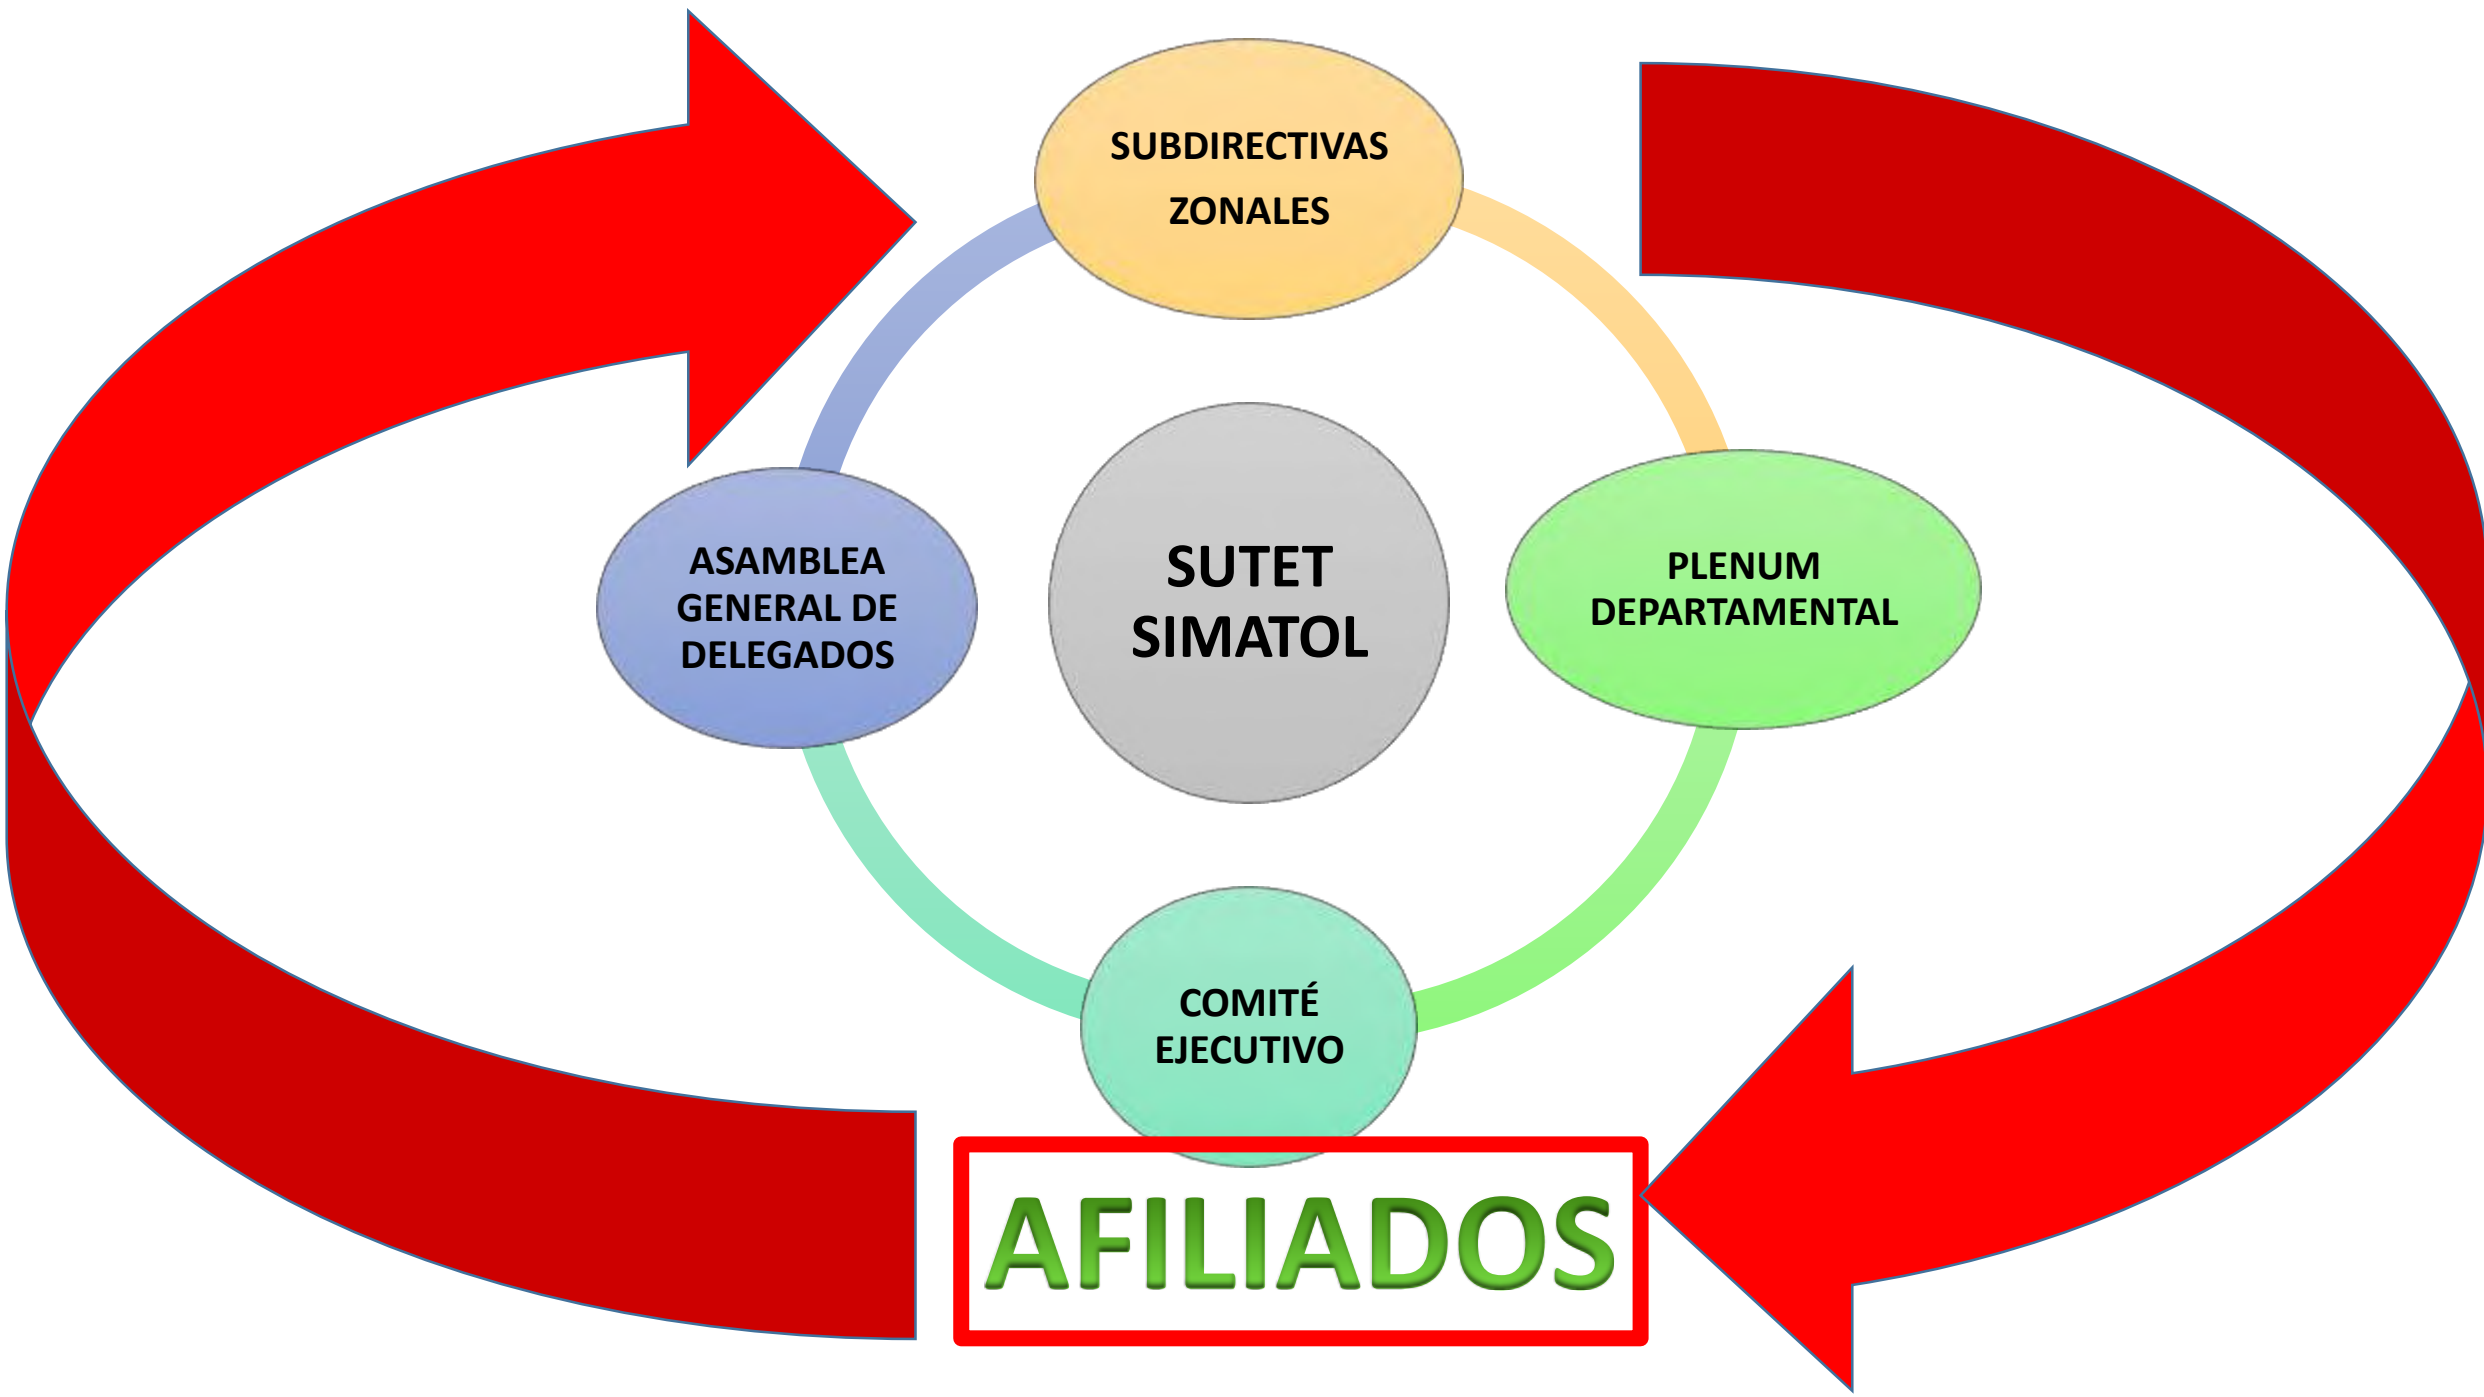 SUBDIRECTIVAS
ZONALES
ASAMBLEA
GENERAL DE
DELEGADOS
SUTET
SIMATOL
PLENUM
DEPARTAMENTAL
COMITÉ
EJECUTIVO
AFILIADOS